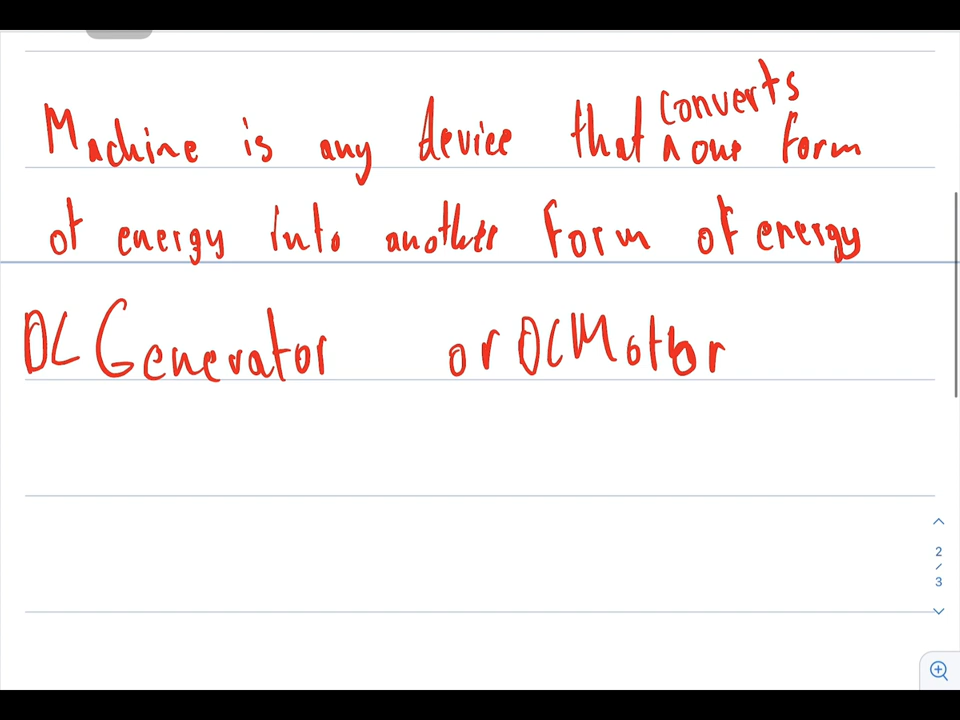 Machine is any device that ^ converts one form
of energy into another form of energy
DC Generator or DC Motor
2
/
3